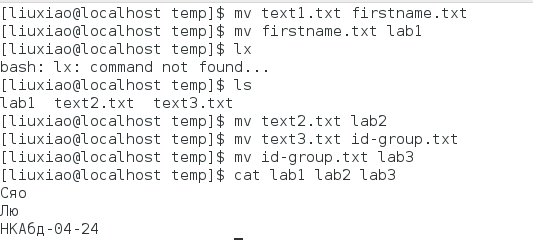 [liuxiao@localhost temp]$ mv text1.txt firstname.txt
[liuxiao@localhost temp]$ mv firstname.txt lab1
[liuxiao@localhost temp]$ lx
bash: lx: command not found...
[liuxiao@localhost temp]$ ls
lab1  text2.txt  text3.txt
[liuxiao@localhost temp]$ mv text2.txt lab2
[liuxiao@localhost temp]$ mv text3.txt id-group.txt
[liuxiao@localhost temp]$ mv id-group.txt lab3
[liuxiao@localhost temp]$ cat lab1 lab2 lab3
Сяо
Лю
НКАбд-04-24